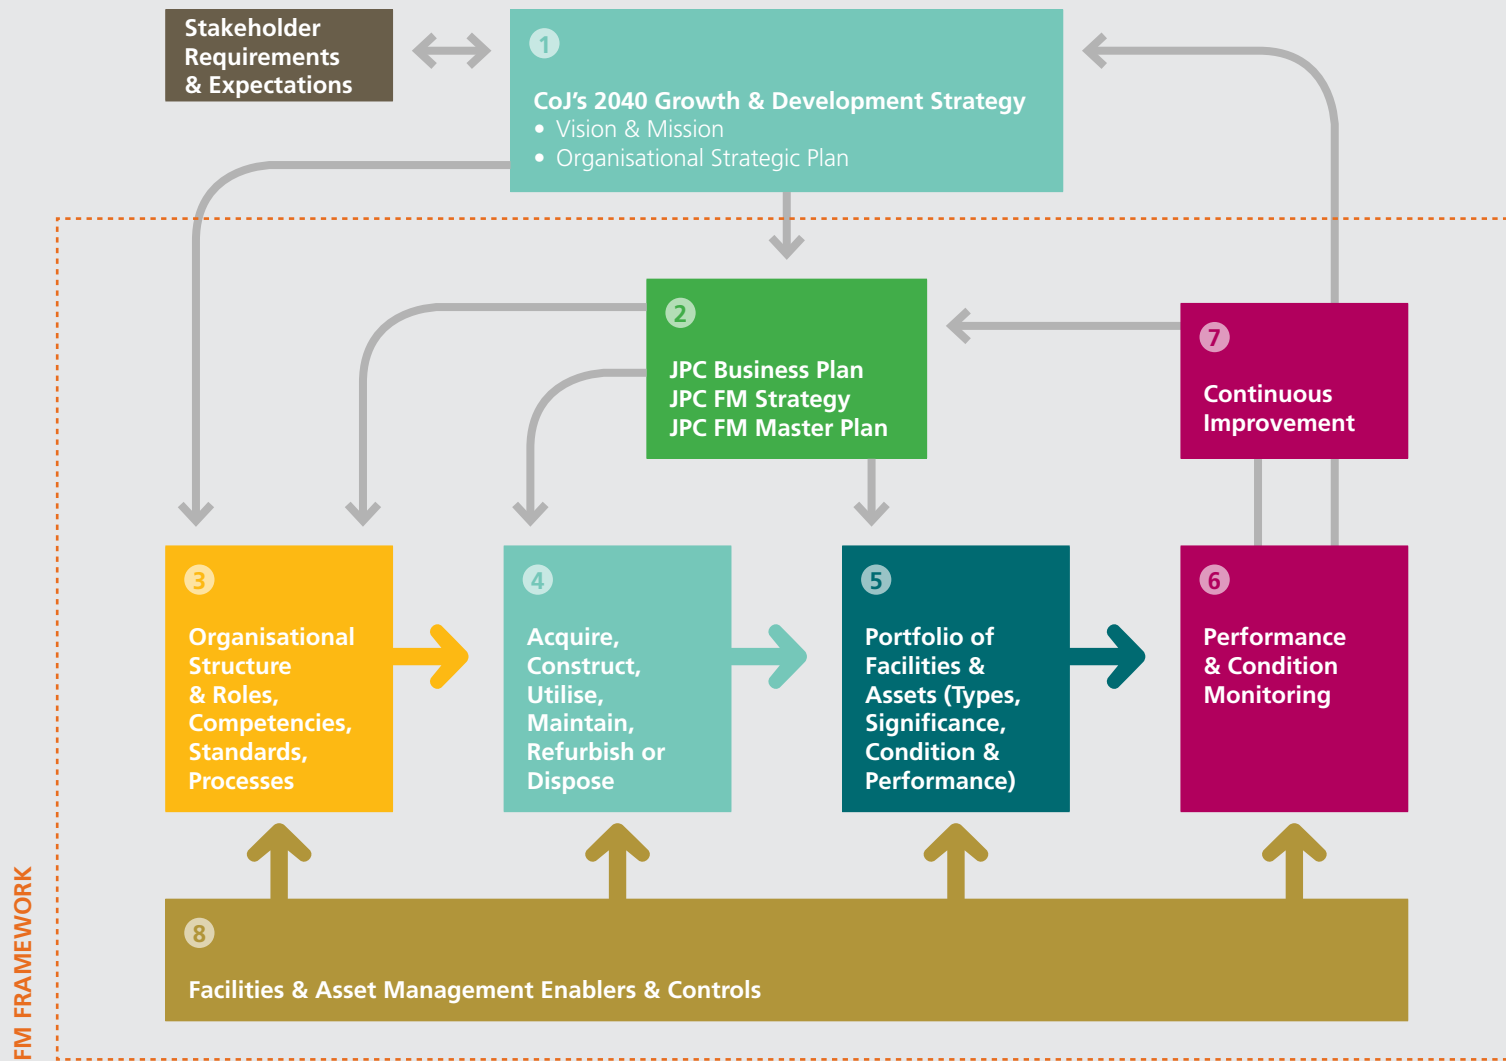 Stakeholder
Requirements
& Expectations
1
CoJ’s 2040 Growth & Development Strategy
• Vision & Mission
• Organisational Strategic Plan
2
JPC Business Plan
JPC FM Strategy
JPC FM Master Plan
7
Continuous
Improvement
3
Organisational
Structure
& Roles,
Competencies,
Standards,
Processes
4
Acquire,
Construct,
Utilise,
Maintain,
Refurbish or
Dispose
5
Portfolio of
Facilities &
Assets (Types,
Significance,
Condition &
Performance)
6
Performance
& Condition
Monitoring
8
Facilities & Asset Management Enablers & Controls
FM FRAMEWORK